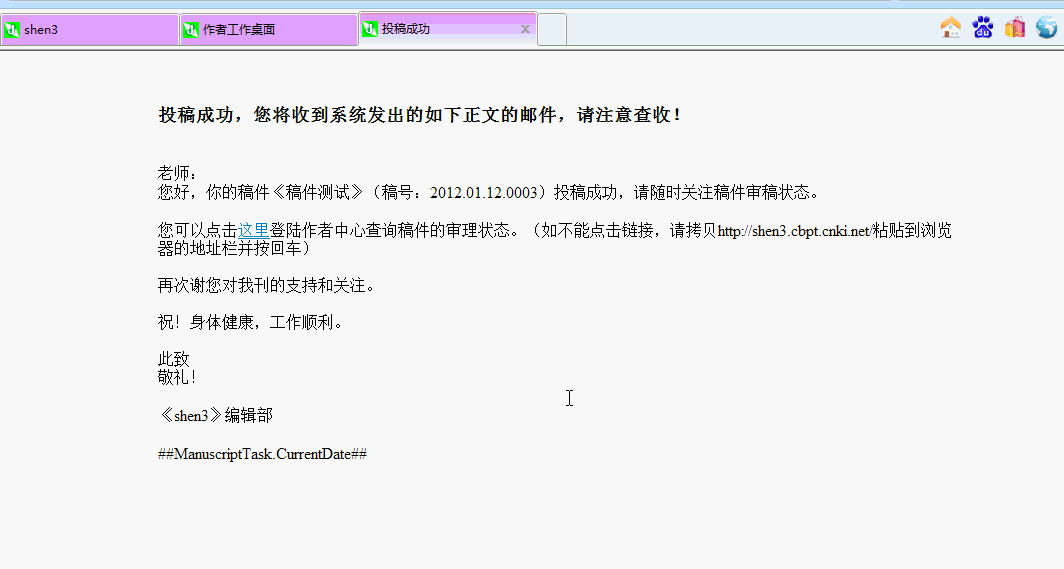 shen3
作者工作桌面
投稿成功
投稿成功，您将收到系统发出的如下正文的邮件，请注意查收！
老师：
您好，你的稿件《稿件测试》（稿号：2012.01.12.0003）投稿成功，请随时关注稿件审稿状态。
您可以点击这里登陆作者中心查询稿件的审理状态。（如不能点击链接，请拷贝http://shen3.cbpt.cnki.net/粘贴到浏览
器的地址栏并按回车）
再次谢您对我刊的支持和关注。
祝！身体健康，工作顺利。
此致
敬礼！
《shen3》编辑部
##ManuscriptTask.CurrentDate##